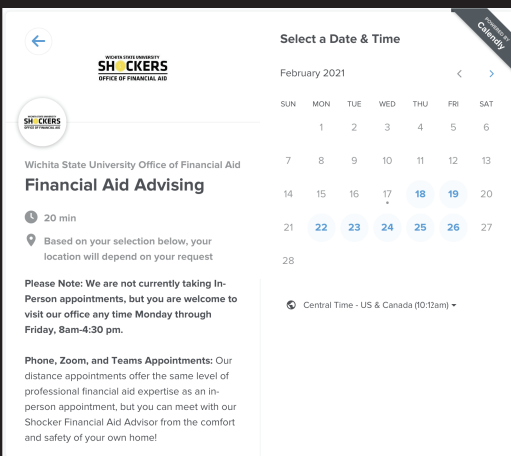 WICHITA STATE UNIVERSITY
SHOCKERS
OFFICE OF FINANCIAL AID
WICHITA STATE UNIVERSITY
SHOCKERS
OFFICE OF FINANCIAL AID
Wichita State University Office of Financial Aid
Financial Aid Advising
20 min
Based on your selection below, your
location will depend on your request
Please Note: We are not currently taking In-
Person appointments, but you are welcome to
visit our office any time Monday through
Friday, 8am-4:30 pm.
Phone, Zoom, and Teams Appointments: Our
distance appointments offer the same level of
professional financial aid expertise as an in-
person appointment, but you can meet with our
Shocker Financial Aid Advisor from the comfort
and safety of your own home!
POWERED BY
Calendly
Select a Date & Time
February 2021
SUN MON TUE WED THU FRI SAT
1 2 3 4 5 6
7 8 9 10 11 12 13
14 15 16 17 18 19 20
21 22 23 24 25 26 27
28
Central Time - US & Canada (10:12am)